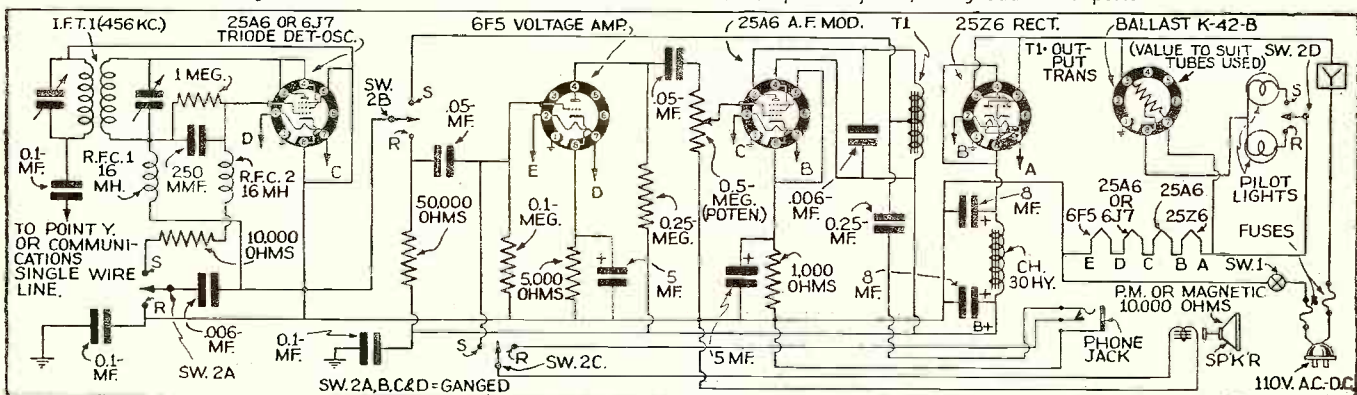 I.F.T.1 (456 KC.)
25A6 OR 6J7
TRIODE DET-OSC.
6F5 VOLTAGE AMP.
25A6 A.F. MOD.
T1
25Z6 RECT.
T1 • OUT-
PUT
TRANS
BALLAST K-42-B
(VALUE TO SUIT
TUBES USED)
SW. 2D
Y
1 MEG.
D
C
SW.
2B
S
R
.05-
MF.
E
D
.05-
MF.
C
B
B
A
S
R
PILOT
LIGHTS
0.1-
MF.
R.F.C. 1
16
MH.
250
MMF.
R.F.C. 2
16 MH
TO POINT Y.
OR COMMUNI-
CATIONS
SINGLE WIRE
LINE.
10,000
OHMS
S
R
50,000
OHMS
0.1-
MEG.
5,000
OHMS
0.25
MEG.
5
MF.
0.5-
MEG.
(POTEN.)
.006-
MF.
0.25-
MF.
1,000
OHMS
5 MF.
8
MF.
8
MF.
CH.
30 HY.
B+
25A6
OR
6F5 6J7
25A6
25Z6
E D C B A
FUSES
SW.1
P.M. OR MAGNETIC
10,000 OHMS
PHONE
JACK
SP'K'R
110V. A.C.-D.C.
0.1-
MF.
.006-
MF.
SW. 2A
0.1-
MF.
S
R
SW. 2C.
SW. 2A,B,C & D = GANGED